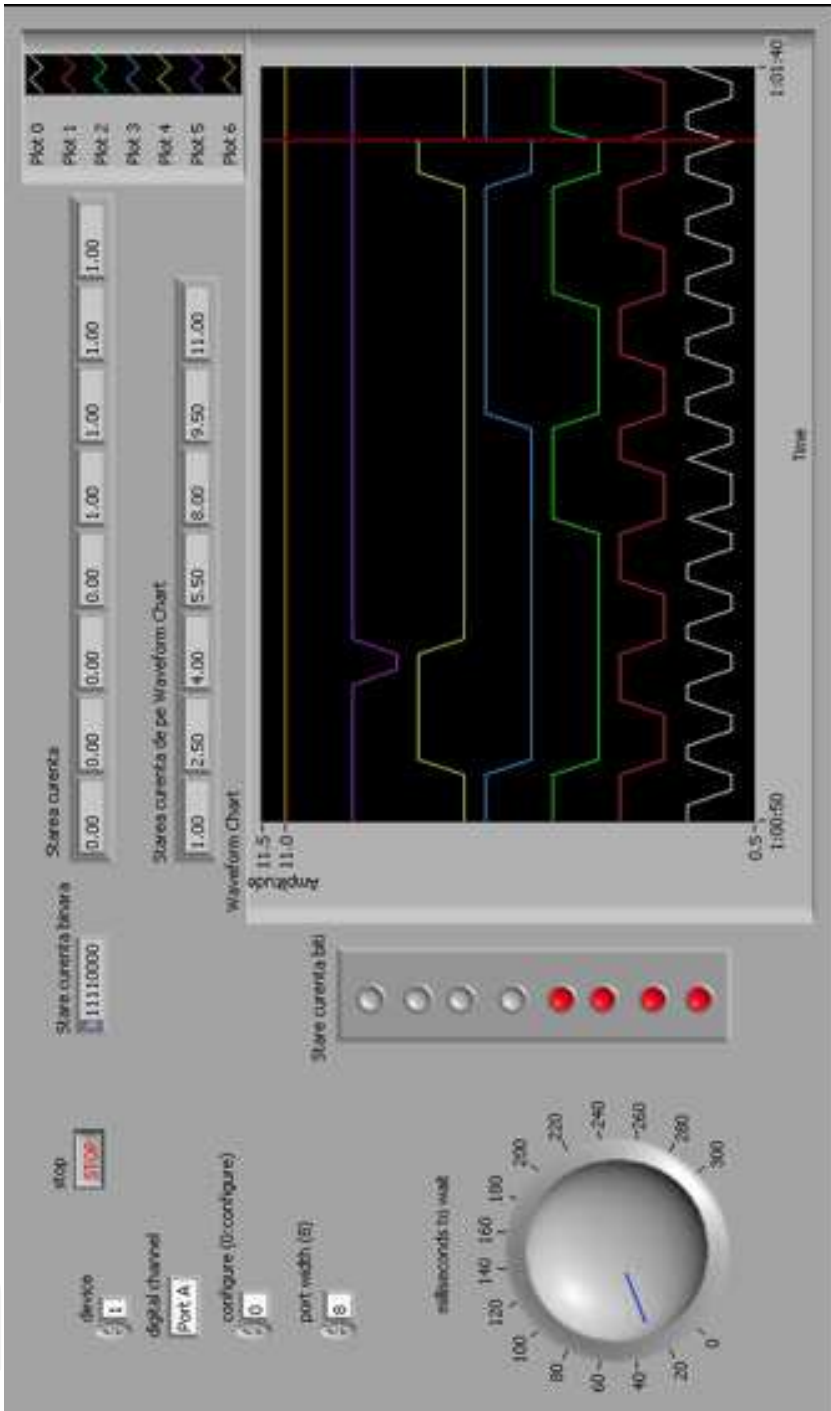 device
1
digital channel
Port A
configure (0:configure)
0
port width (8)
8
stop
STOP
milliseconds to wait
0
20
40
60
80
100
120
140
160
180
200
220
240
260
280
300
Stare curenta binara
11110000
Stare curenta biti
Starea curenta
0.00 0.00 0.00 0.00 1.00 1.00 1.00 1.00
Starea curenta de pe Waveform Chart
1.00 2.50 4.00 5.50 8.00 9.50 11.00
Waveform Chart
Plot 0
Plot 1
Plot 2
Plot 3
Plot 4
Plot 5
Plot 6
Amplitude
11.5
11.0
0.5
1:00:50
1:01:40
Time